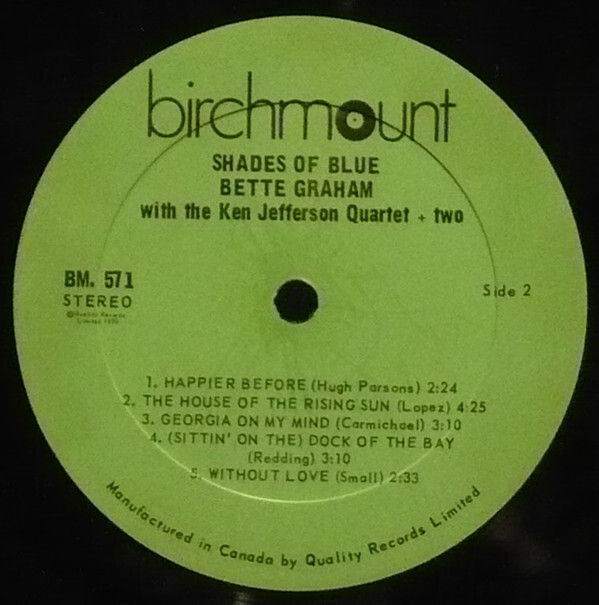 birchmount
SHADES OF BLUE
BETTE GRAHAM
with the Ken Jefferson Quartet + two
BM. 571
STEREO
Side 2
1. HAPPIER BEFORE (Hugh Parsons) 2:24
2. THE HOUSE OF THE RISING SUN (Lopez) 4:25
3. GEORGIA ON MY MIND (Carmichael) 3:10
4. (SITTIN' ON THE) DOCK OF THE BAY
(Redding) 3:10
5. WITHOUT LOVE (Small) 2:33
Manufactured in Canada by Quality Records Limited